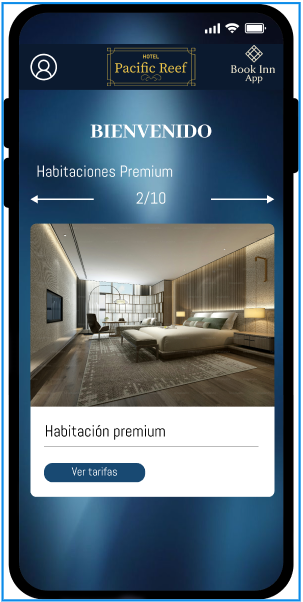 HOTEL
Pacific Reef
Book Inn
App
BIENVENIDO
Habitaciones Premium
2/10
Habitación premium
Ver tarifas